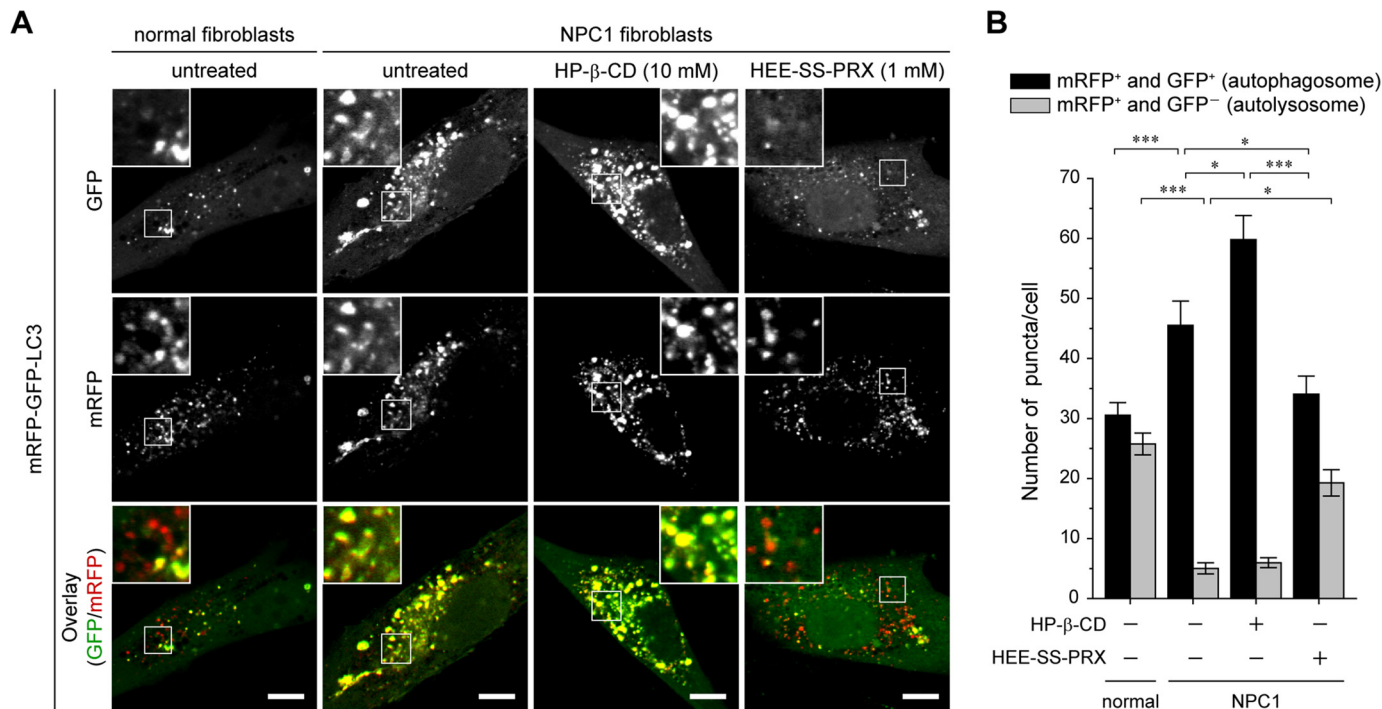 A
normal fibroblasts
NPC1 fibroblasts
untreated
untreated
HP-β-CD (10 mM)
HEE-SS-PRX (1 mM)
mRFP-GFP-LC3
GFP
mRFP
Overlay
(GFP/mRFP)
B
mRFP⁺ and GFP⁺ (autophagosome)
mRFP⁺ and GFP⁻ (autolysosome)
*** *
* ***
*** *
Number of puncta/cell
70
60
50
40
30
20
10
0
HP-β-CD – – + –
HEE-SS-PRX – – – +
normal NPC1